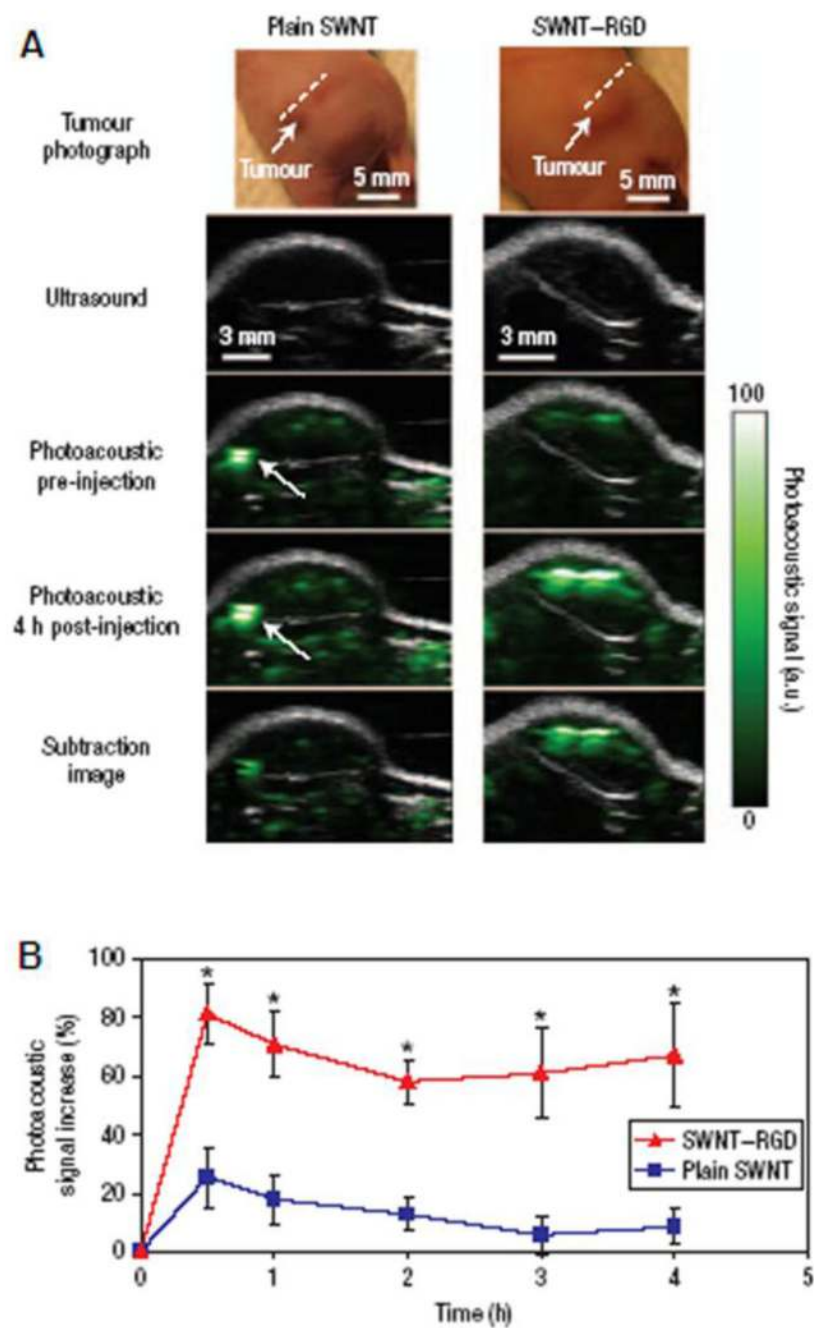 A
Plain SWNT
SWNT–RGD
Tumour
photograph
Tumour
5 mm
Tumour
5 mm
Ultrasound
3 mm
3 mm
Photoacoustic
pre-injection
Photoacoustic
4 h post-injection
Subtraction
image
100
Photoacoustic signal (a.u.)
0
B
Photoacoustic
signal increase (%)
100
80
60
40
20
0
*
*
*
*
*
SWNT–RGD
Plain SWNT
0
1
2
3
4
5
Time (h)